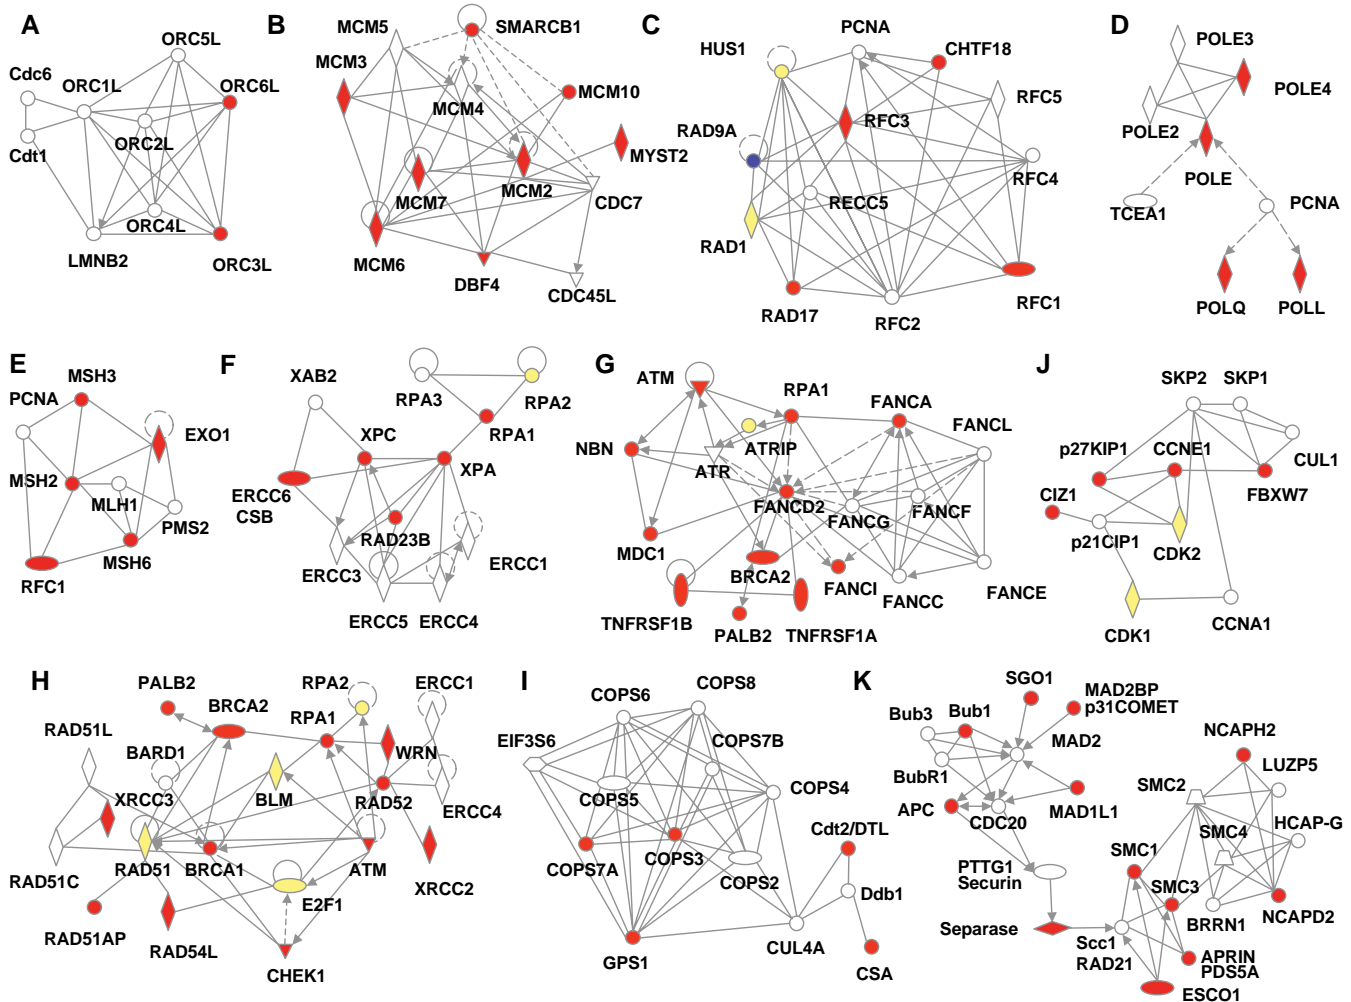 A
ORC5L
Cdc6
ORC1L
ORC6L
ORC2L
Cdt1
ORC4L
LMNB2
ORC3L
B
MCM5
SMARCB1
MCM3
MCM10
MCM4
MYST2
MCM2
MCM7
CDC7
MCM6
DBF4
CDC45L
C
PCNA
HUS1
CHTF18
RFC5
RFC3
RAD9A
RFC4
RECC5
RAD1
RFC1
RAD17
RFC2
D
POLE3
POLE4
POLE2
POLE
TCEA1
PCNA
POLQ
POLL
E
MSH3
PCNA
EXO1
MSH2
MLH1
PMS2
MSH6
RFC1
F
XAB2
RPA3
RPA2
RPA1
XPC
XPA
ERCC6
CSB
RAD23B
ERCC3
ERCC1
ERCC5
ERCC4
G
ATM
RPA1
FANCA
FANCL
NBN
ATRIP
ATR
FANCD2
FANCG
FANCF
MDC1
BRCA2
FANCI
FANCC
FANCE
TNFRSF1B
PALB2
TNFRSF1A
J
SKP2
SKP1
p27KIP1
CCNE1
CUL1
FBXW7
CIZ1
p21CIP1
CDK2
CDK1
CCNA1
H
PALB2
BRCA2
RPA2
ERCC1
RPA1
RAD51L
BARD1
WRN
XRCC3
BLM
RAD52
ERCC4
RAD51C
RAD51
BRCA1
ATM
XRCC2
E2F1
RAD51AP
RAD54L
CHEK1
I
COPS6
COPS8
EIF3S6
COPS7B
COPS4
COPS5
Cdt2/DTL
COPS7A
COPS3
COPS2
Ddb1
CUL4A
GPS1
CSA
K
SGO1
MAD2BP
p31COMET
Bub3
Bub1
MAD2
NCAPH2
BubR1
LUZP5
SMC2
APC
MAD1L1
CDC20
SMC4
HCAP-G
PTTG1
Securin
SMC1
SMC3
NCAPD2
BRRN1
Separase
Scc1
RAD21
APRIN
PDS5A
ESCO1